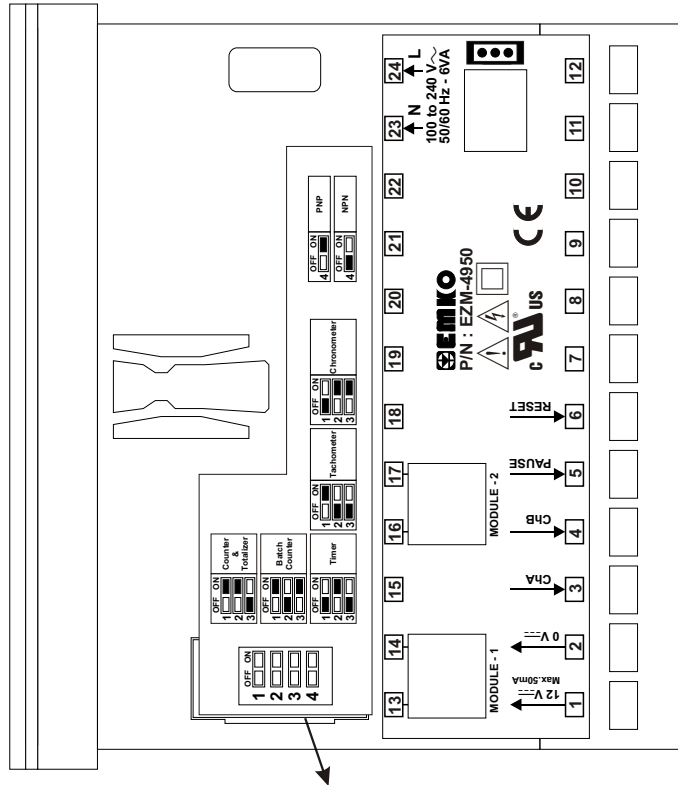 24
23
22
21
20
19
18
17
16
15
14
13
L
N
100 to 240 V
50/60 Hz - 6VA
EMKO
P/N : EZM-4950
C
US
®
CE
MODULE - 2
MODULE - 1
12
11
10
9
8
7
6
5
4
3
2
1
RESET
PAUSE
ChB
ChA
0 V
12 V
Max.50mA
PNP
OFF ON
4
NPN
OFF ON
4
Chronometer
OFF ON
1
2
3
Tachometer
OFF ON
1
2
3
Counter
&
Totalizer
OFF ON
1
2
3
Batch
Counter
OFF ON
1
2
3
Timer
OFF ON
1
2
3
OFF ON
1
2
3
4